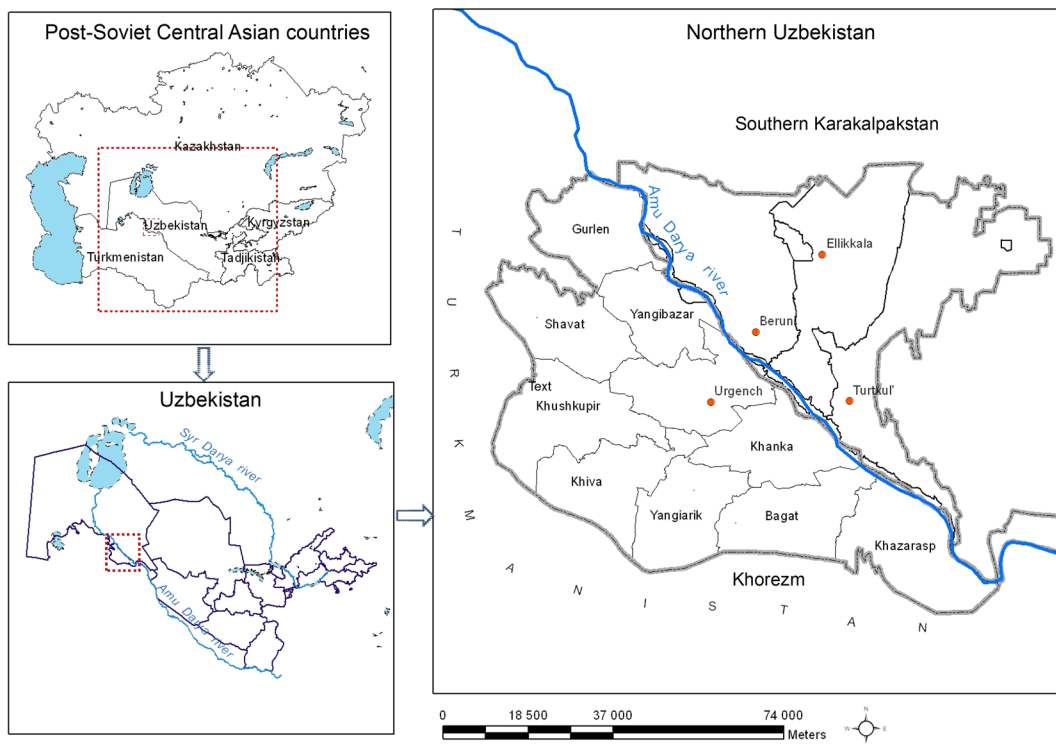 Post-Soviet Central Asian countries
Kazakhstan
Uzbekistan
Kyrgyzstan
Turkmenistan
Tadjikistan
Uzbekistan
Syr Darya river
Amu Darya river
Northern Uzbekistan
Southern Karakalpakstan
Amu Darya river
Gurlen
Ellikkala
Yangibazar
Shavat
Beruni
Text
Khushkupir
Urgench
Turtkul'
Khanka
Khiva
Yangiarik
Bagat
Khazarasp
Khorezm
T U R K M A N I S T A N
0 18 500 37 000 74 000
Meters
N
W E
S